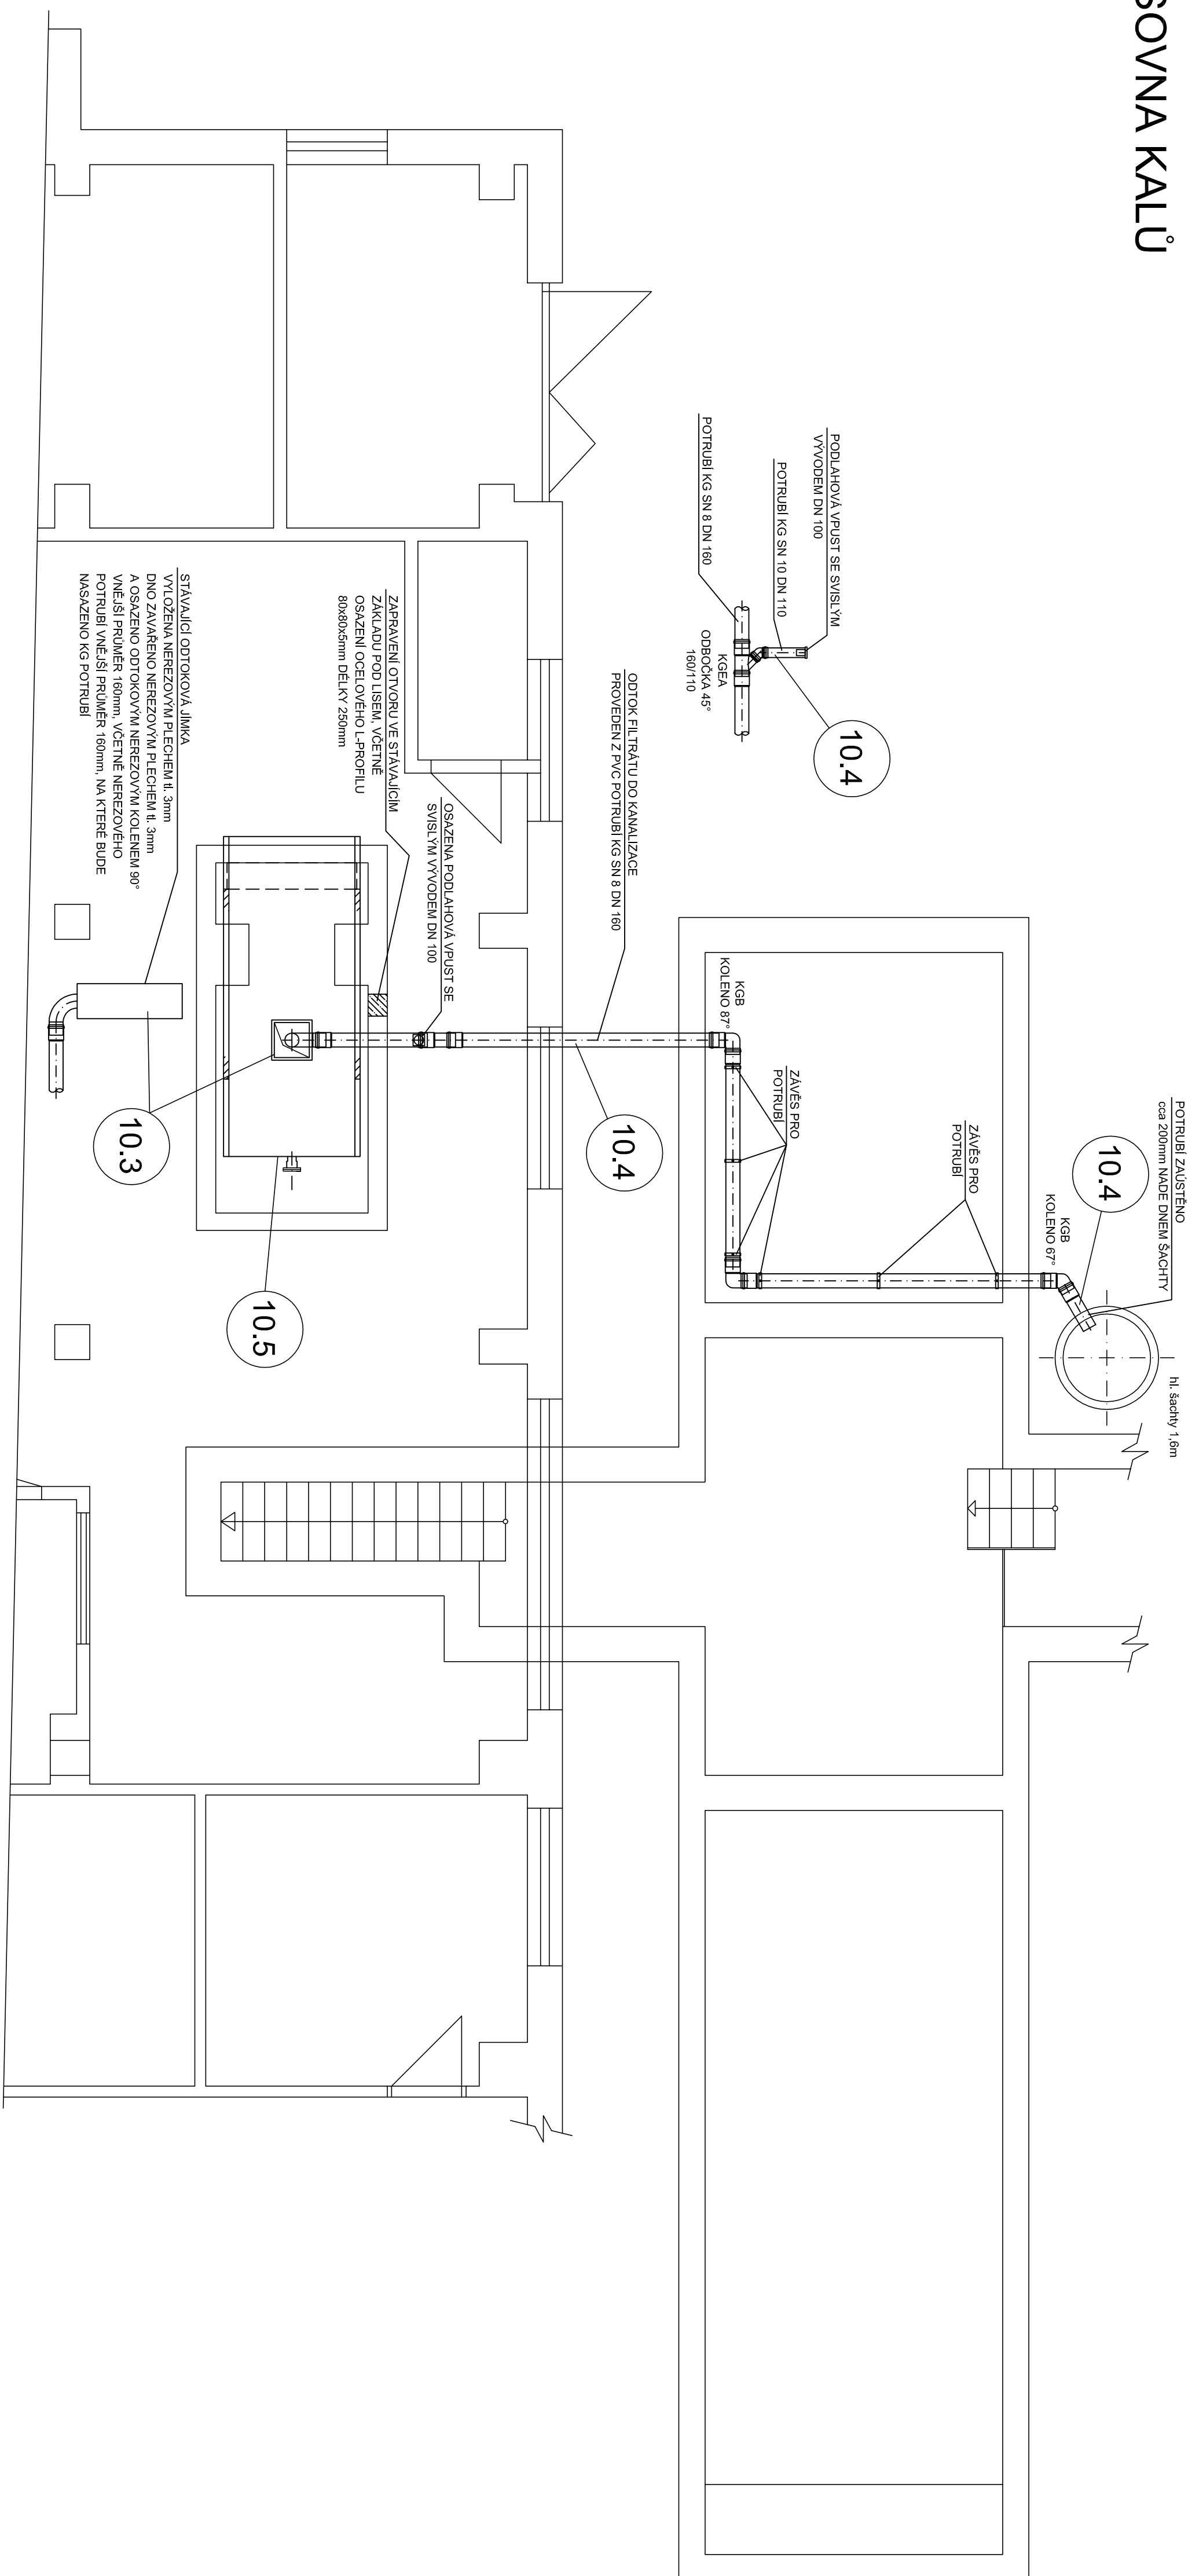 SOVNA KALŮ
POTRUBÍ ZAÚSTĚNO
cca 200mm NADE DNEM ŠACHTY
hl. šachty 1,6m
10.4
KGB
KOLENO 67°
ZÁVĚS PRO
POTRUBÍ
PODLAHOVÁ VPUST SE SVISLÝM
VÝVODEM DN 100
10.4
POTRUBÍ KG SN 10 DN 110
POTRUBÍ KG SN 8 DN 160
KGEA
ODBOČKA 45°
160/110
ZÁVĚS PRO
POTRUBÍ
KGB
KOLENO 87°
ODTOK FILTRÁTU DO KANALIZACE
PROVEDEN Z PVC POTRUBÍ KG SN 8 DN 160
10.4
OSAZENA PODLAHOVÁ VPUST SE
SVISLÝM VÝVODEM DN 100
ZAPRAVENÍ OTVORU VE STÁVAJÍCÍM
ZÁKLADU POD LISEM, VČETNĚ
OSAZENÍ OCELOVÉHO L-PROFILU
80x80x5mm DÉLKY 250mm
10.5
STÁVAJÍCÍ ODTOKOVÁ JÍMKA
VYLOŽENA NEREZOVÝM PLECHEM tl. 3mm
DNO ZAVAŘENO NEREZOVÝM PLECHEM tl. 3mm
A OSAZENO ODTOKOVÝM NEREZOVÝM KOLENEM 90°
VNĚJŠÍ PRŮMĚR 160mm, VČETNĚ NEREZOVÉHO
POTRUBÍ VNĚJŠÍ PRŮMĚR 160mm, NA KTERÉ BUDE
NASAZENO KG POTRUBÍ
10.3